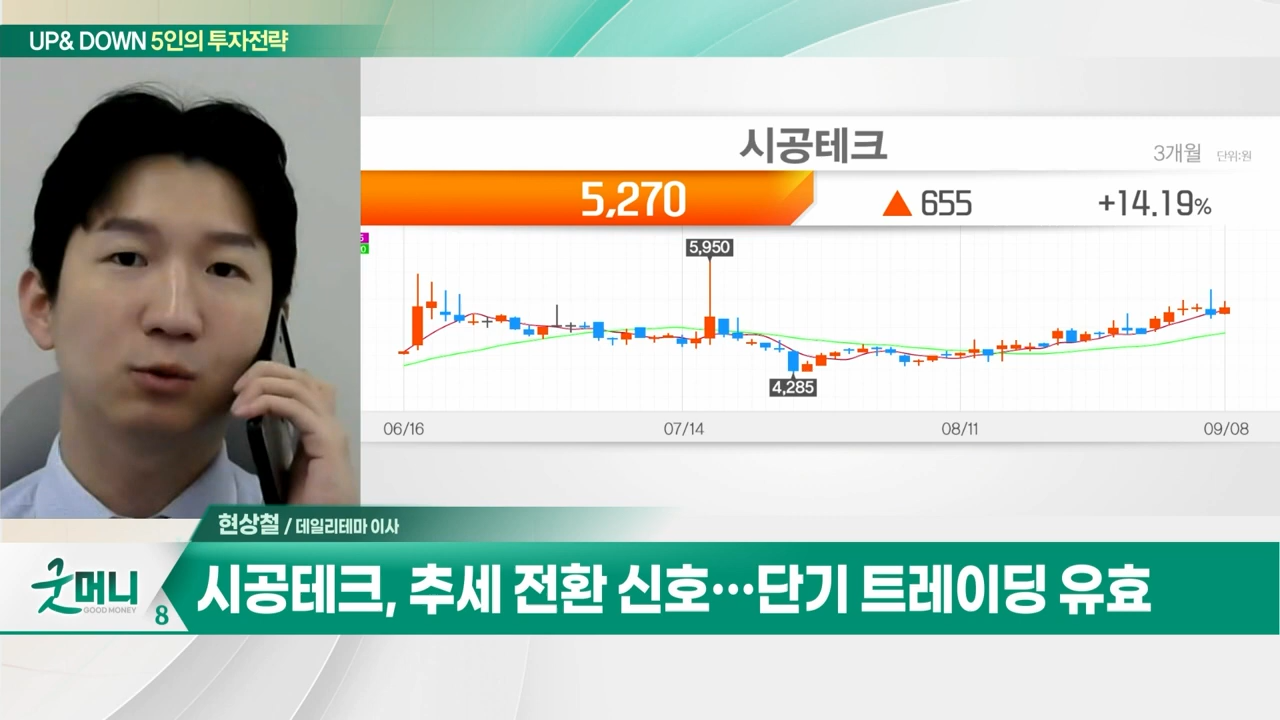 UP& DOWN 5인의 투자전략
시공테크
3개월 단위:원
5,270 ▲ 655 +14.19%
5,950
4,285
06/16 07/14 08/11 09/08
현상철 / 데일리테마 이사
굿머니
GOOD MONEY
8
시공테크, 추세 전환 신호…단기 트레이딩 유효